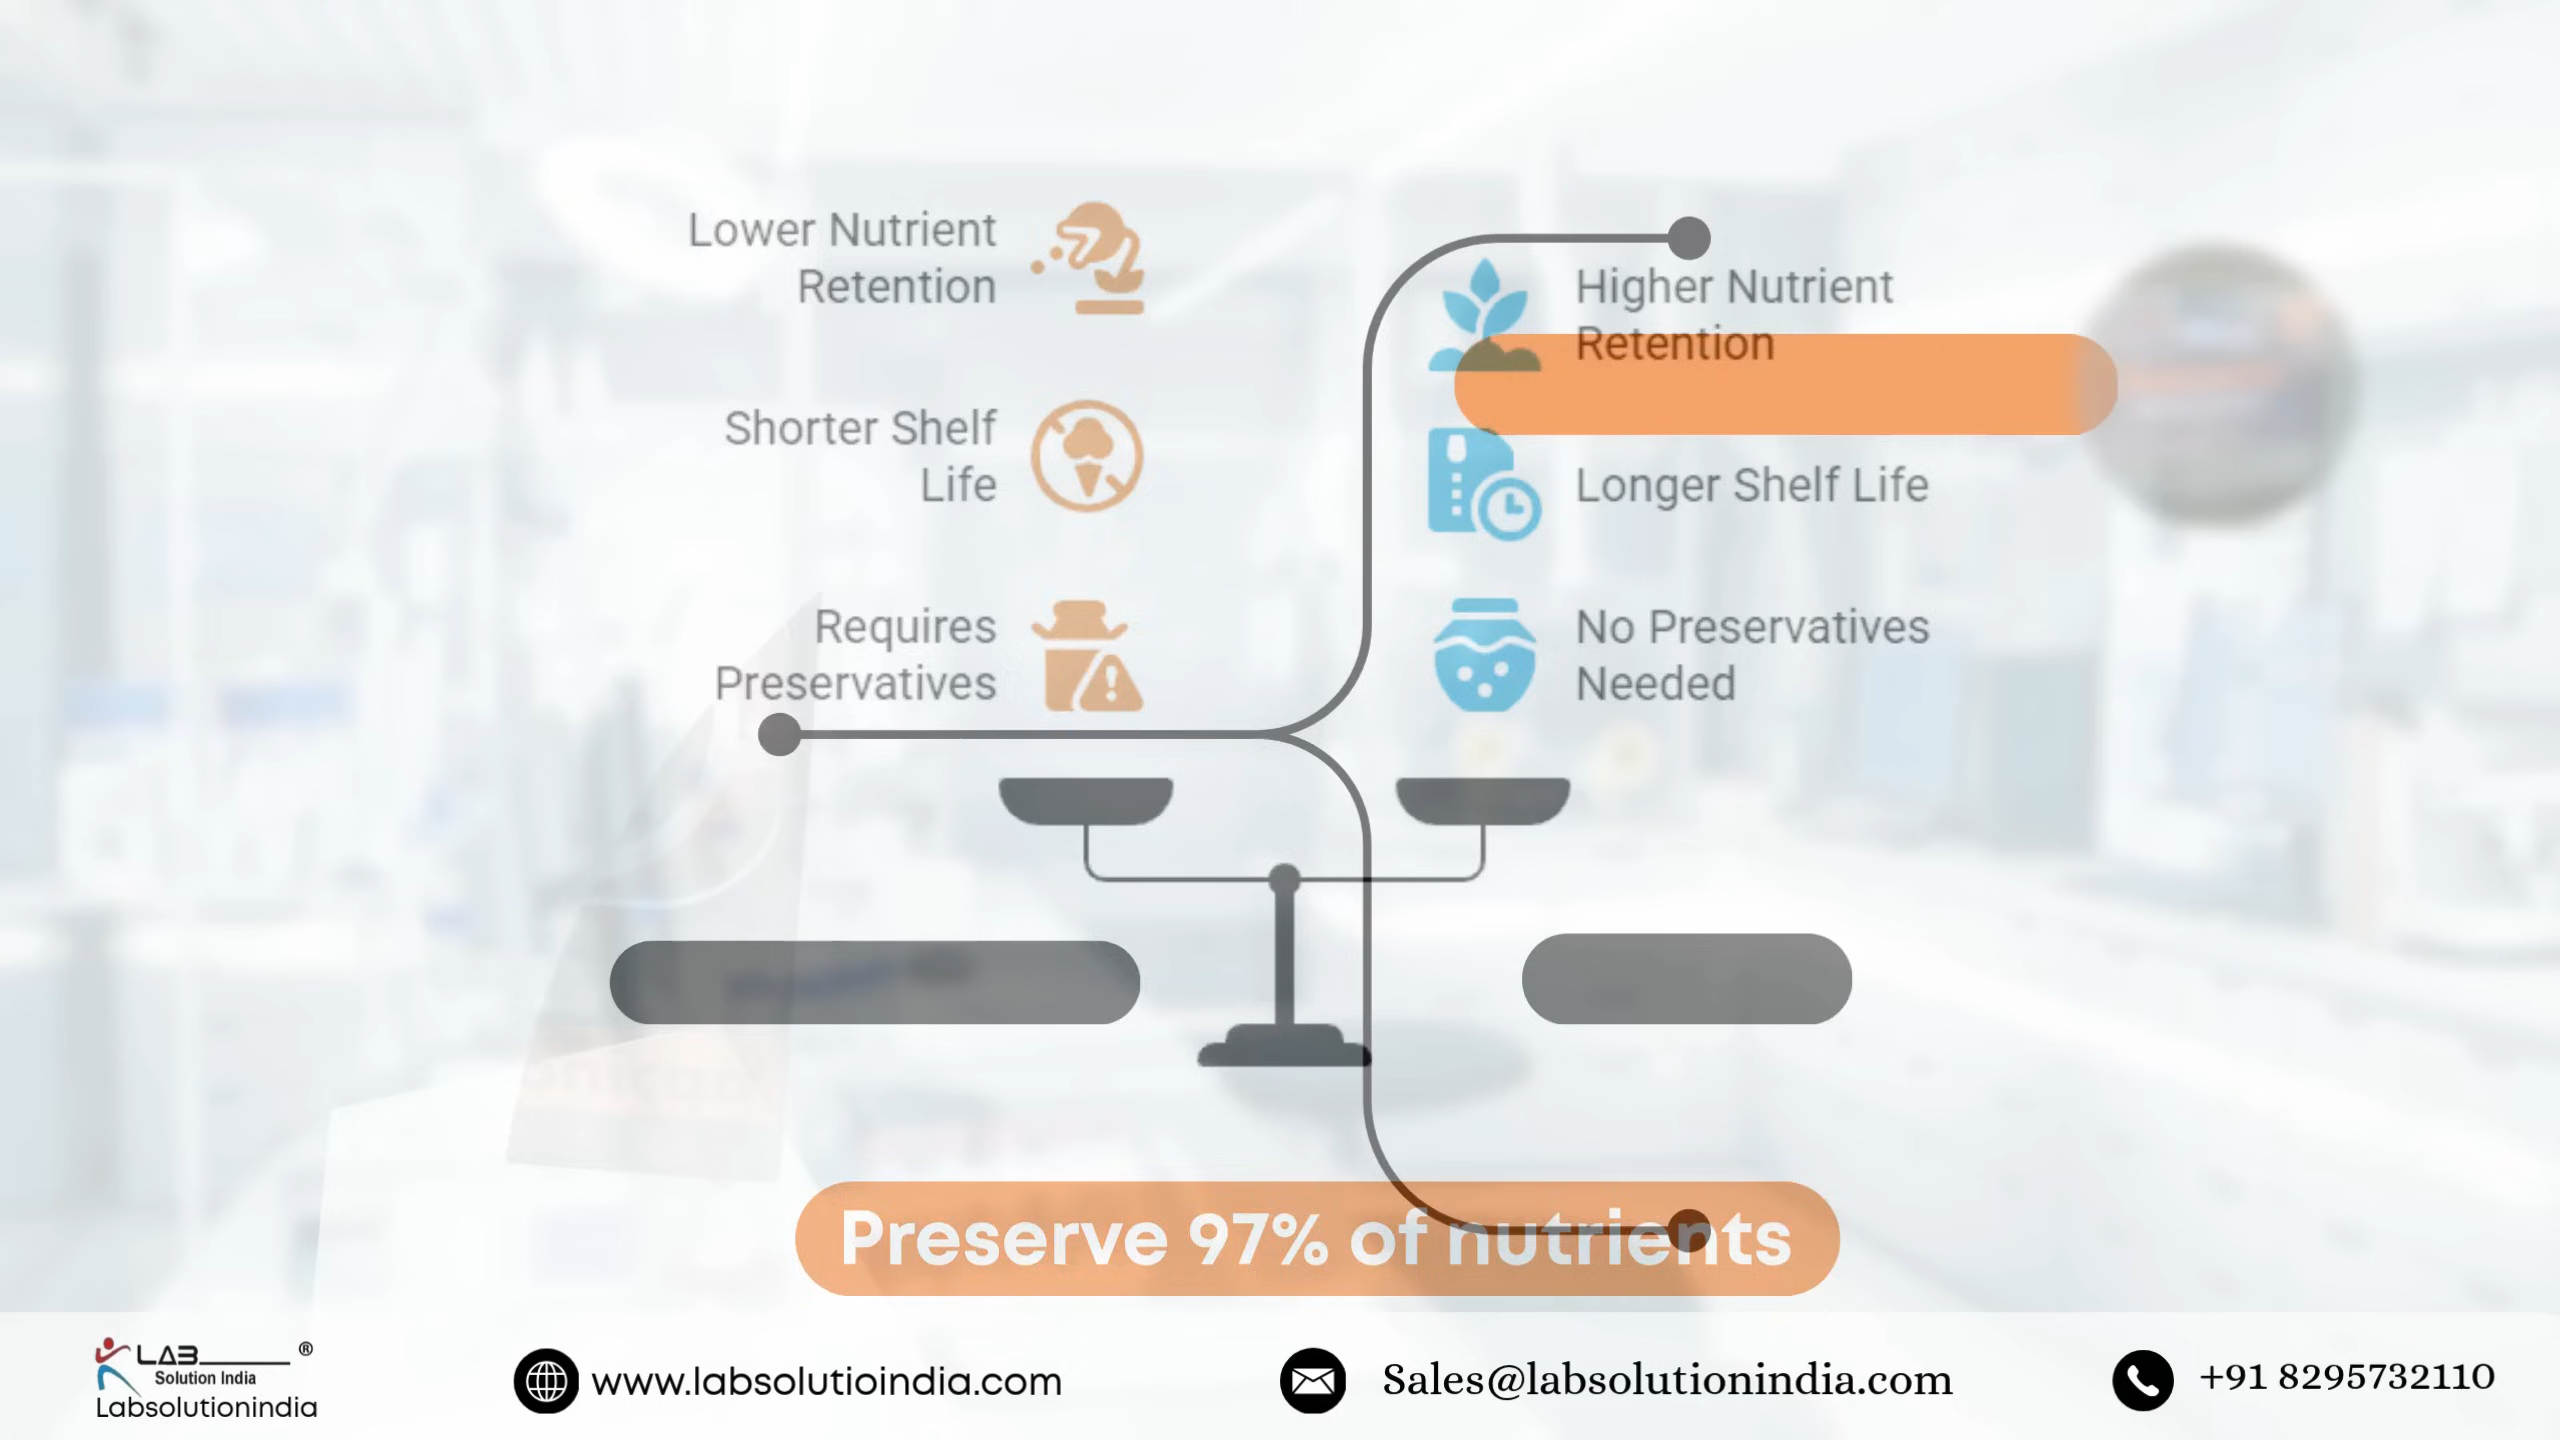 Lower Nutrient
Retention
Shorter Shelf
Life
Requires
Preservatives
Higher Nutrient
Retention
Longer Shelf Life
No Preservatives
Needed
Preserve 97% of nutrients
LAB ®
Solution India
Labsolutionindia
www.labsolutioindia.com
Sales@labsolutionindia.com
+91 8295732110